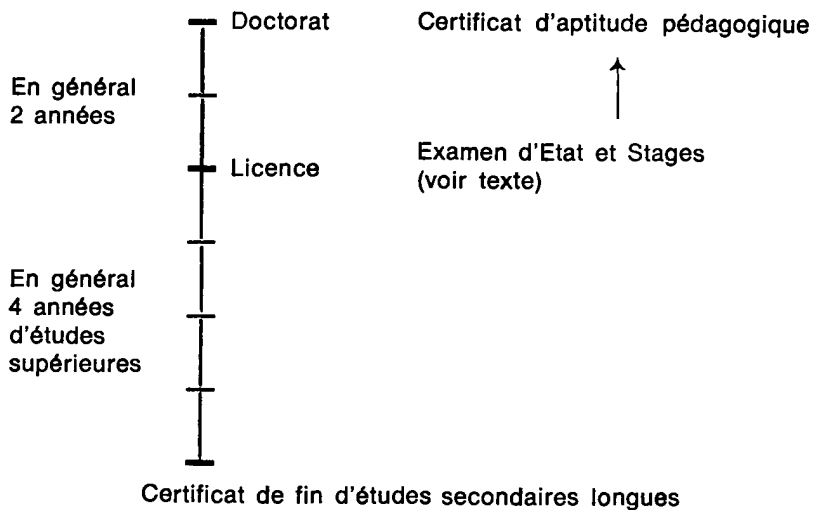 Doctorat
Certificat d'aptitude pédagogique
En général
2 années
Licence
Examen d'Etat et Stages
(voir texte)
En général
4 années
d'études
supérieures
Certificat de fin d'études secondaires longues